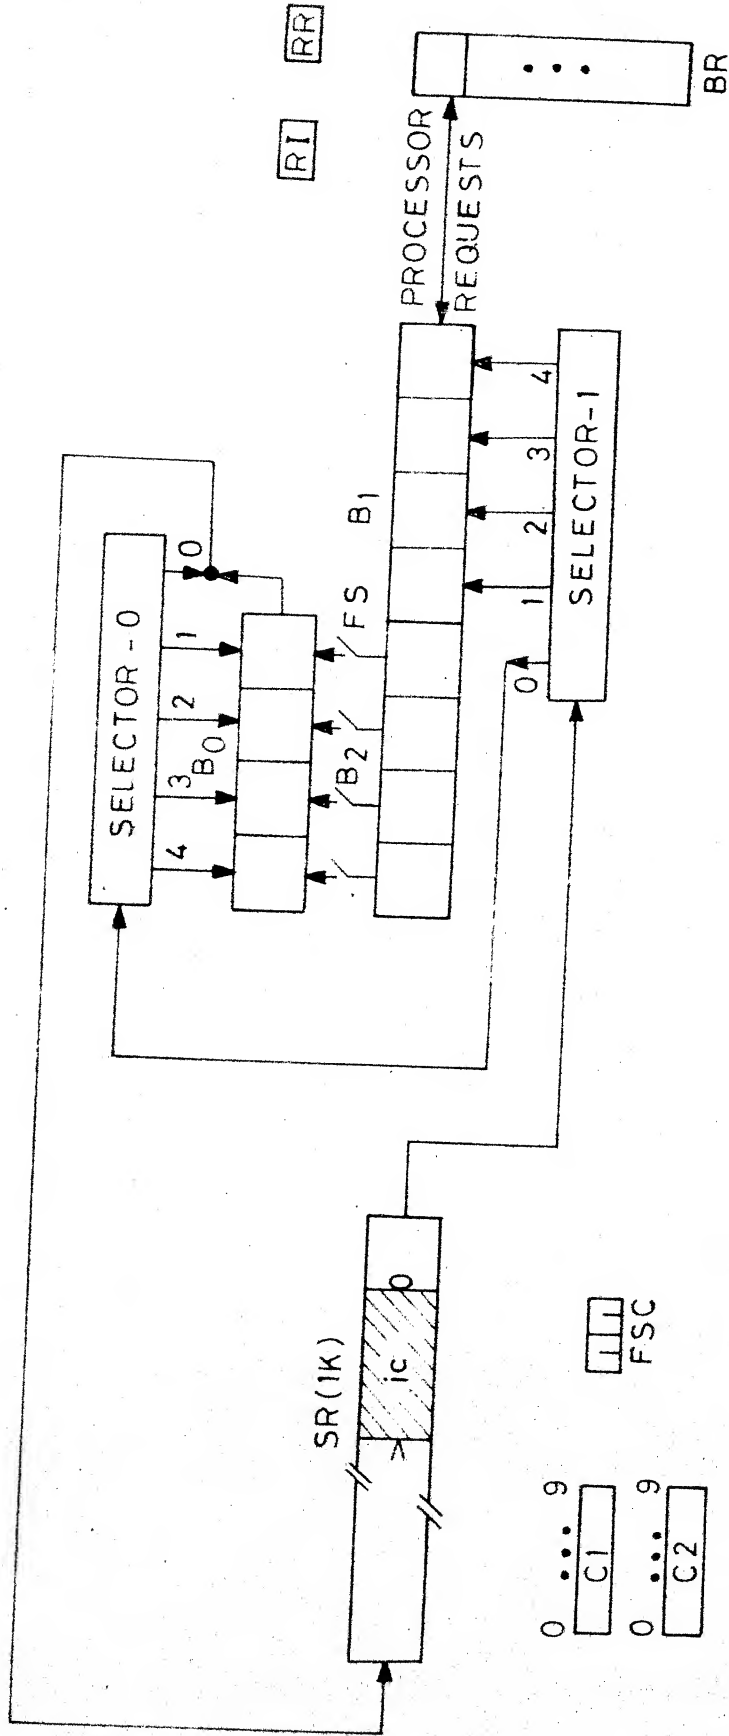 RI
RR
SELECTOR-0
4
3
2
1
0
B0
B2
FS
B1
PROCESSOR
REQUESTS
BR
0
1
2
3
4
SELECTOR-1
SR(1K)
ic
0
FSC
0 ••• 9
C1
0 ••• 9
C2